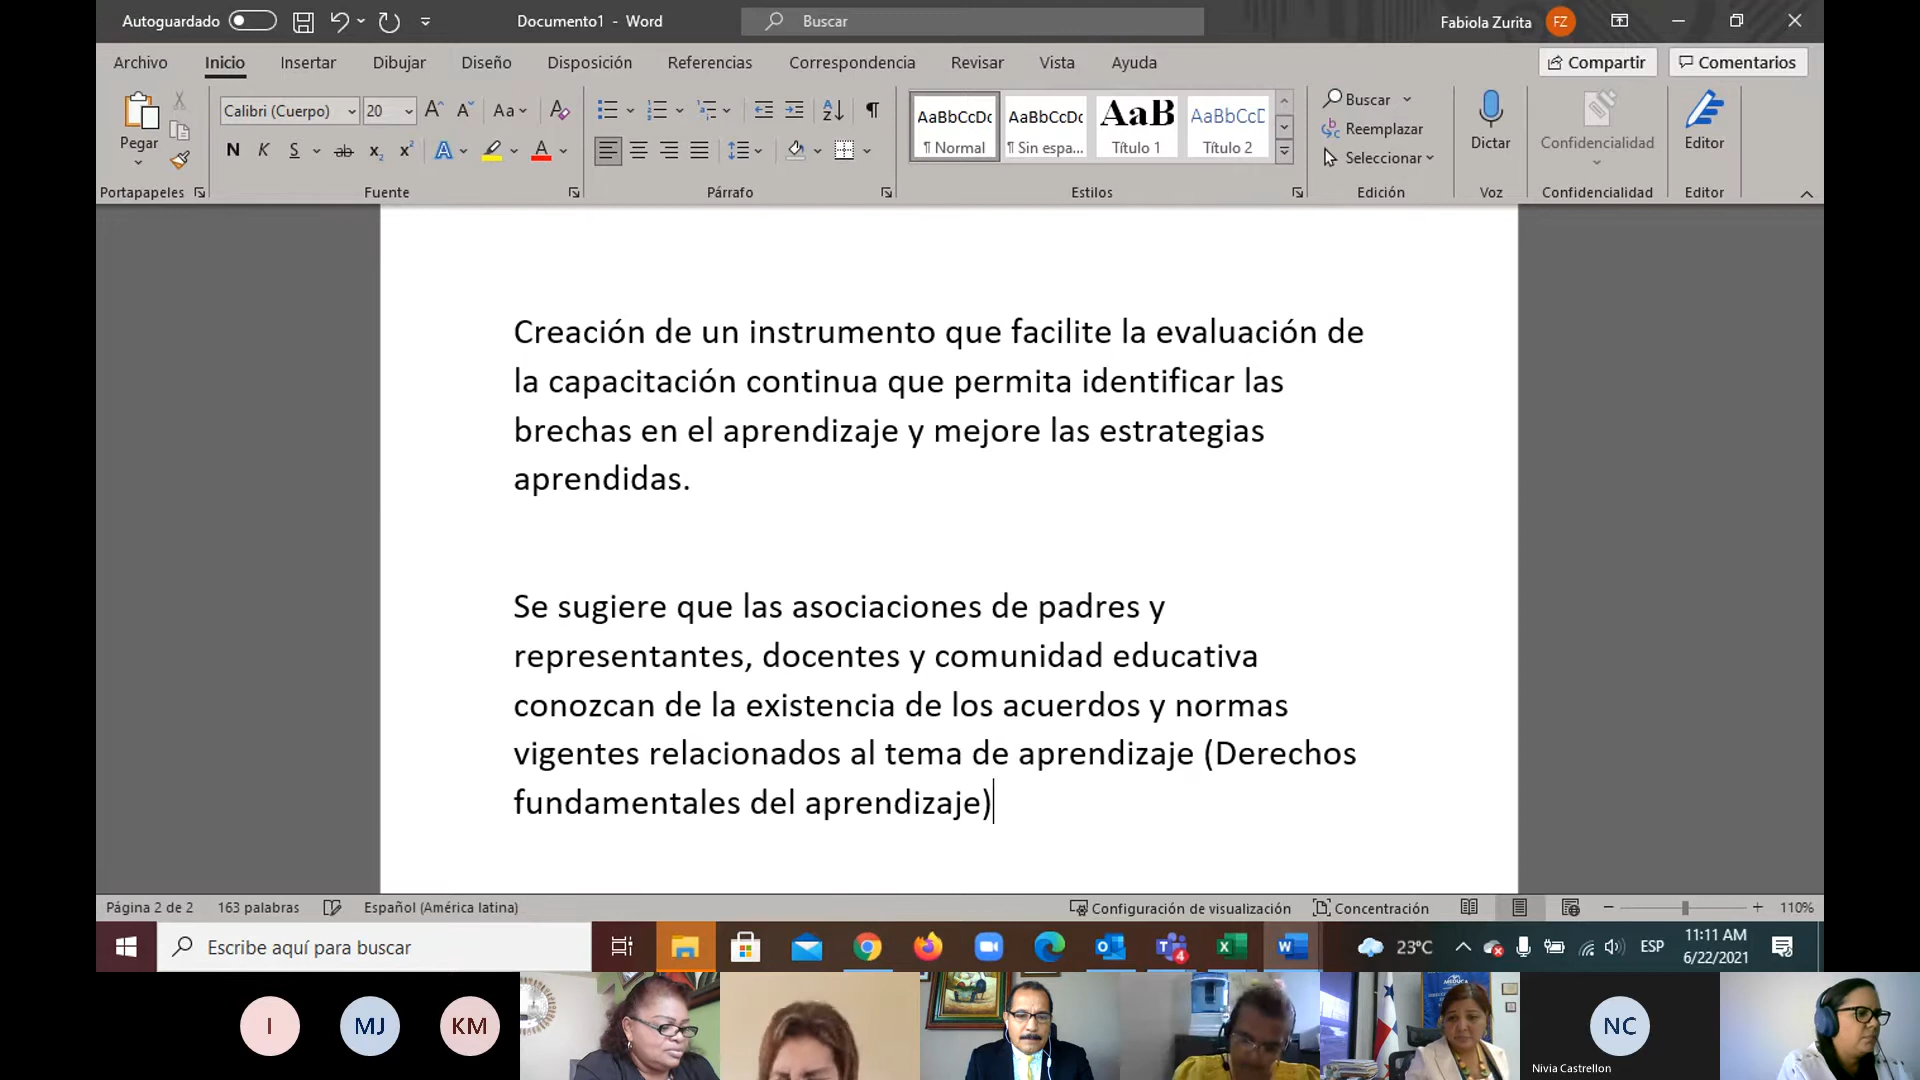 Autoguardado
Documento1 - Word
Buscar
Fabiola Zurita
FZ
Archivo
Inicio
Insertar
Dibujar
Diseño
Disposición
Referencias
Correspondencia
Revisar
Vista
Ayuda
Compartir
Comentarios
Pegar
Portapapeles
Calibri (Cuerpo)
20
Aa
N K S ab x₂ x² A A
Fuente
Párrafo
AaBbCcDc
¶ Normal
AaBbCcDc
¶ Sin espa...
AaB
Título 1
AaBbCcD
Título 2
Estilos
Buscar
Reemplazar
Seleccionar
Edición
Dictar
Voz
Confidencialidad
Confidencialidad
Editor
Editor
Creación de un instrumento que facilite la evaluación de
la capacitación continua que permita identificar las
brechas en el aprendizaje y mejore las estrategias
aprendidas.
Se sugiere que las asociaciones de padres y
representantes, docentes y comunidad educativa
conozcan de la existencia de los acuerdos y normas
vigentes relacionados al tema de aprendizaje (Derechos
fundamentales del aprendizaje)
Página 2 de 2
163 palabras
Español (América latina)
Configuración de visualización
Concentración
110%
Escribe aquí para buscar
4
23°C
ESP
11:11 AM
6/22/2021
I
MJ
KM
MEDUCA
NC
Nivia Castrellon